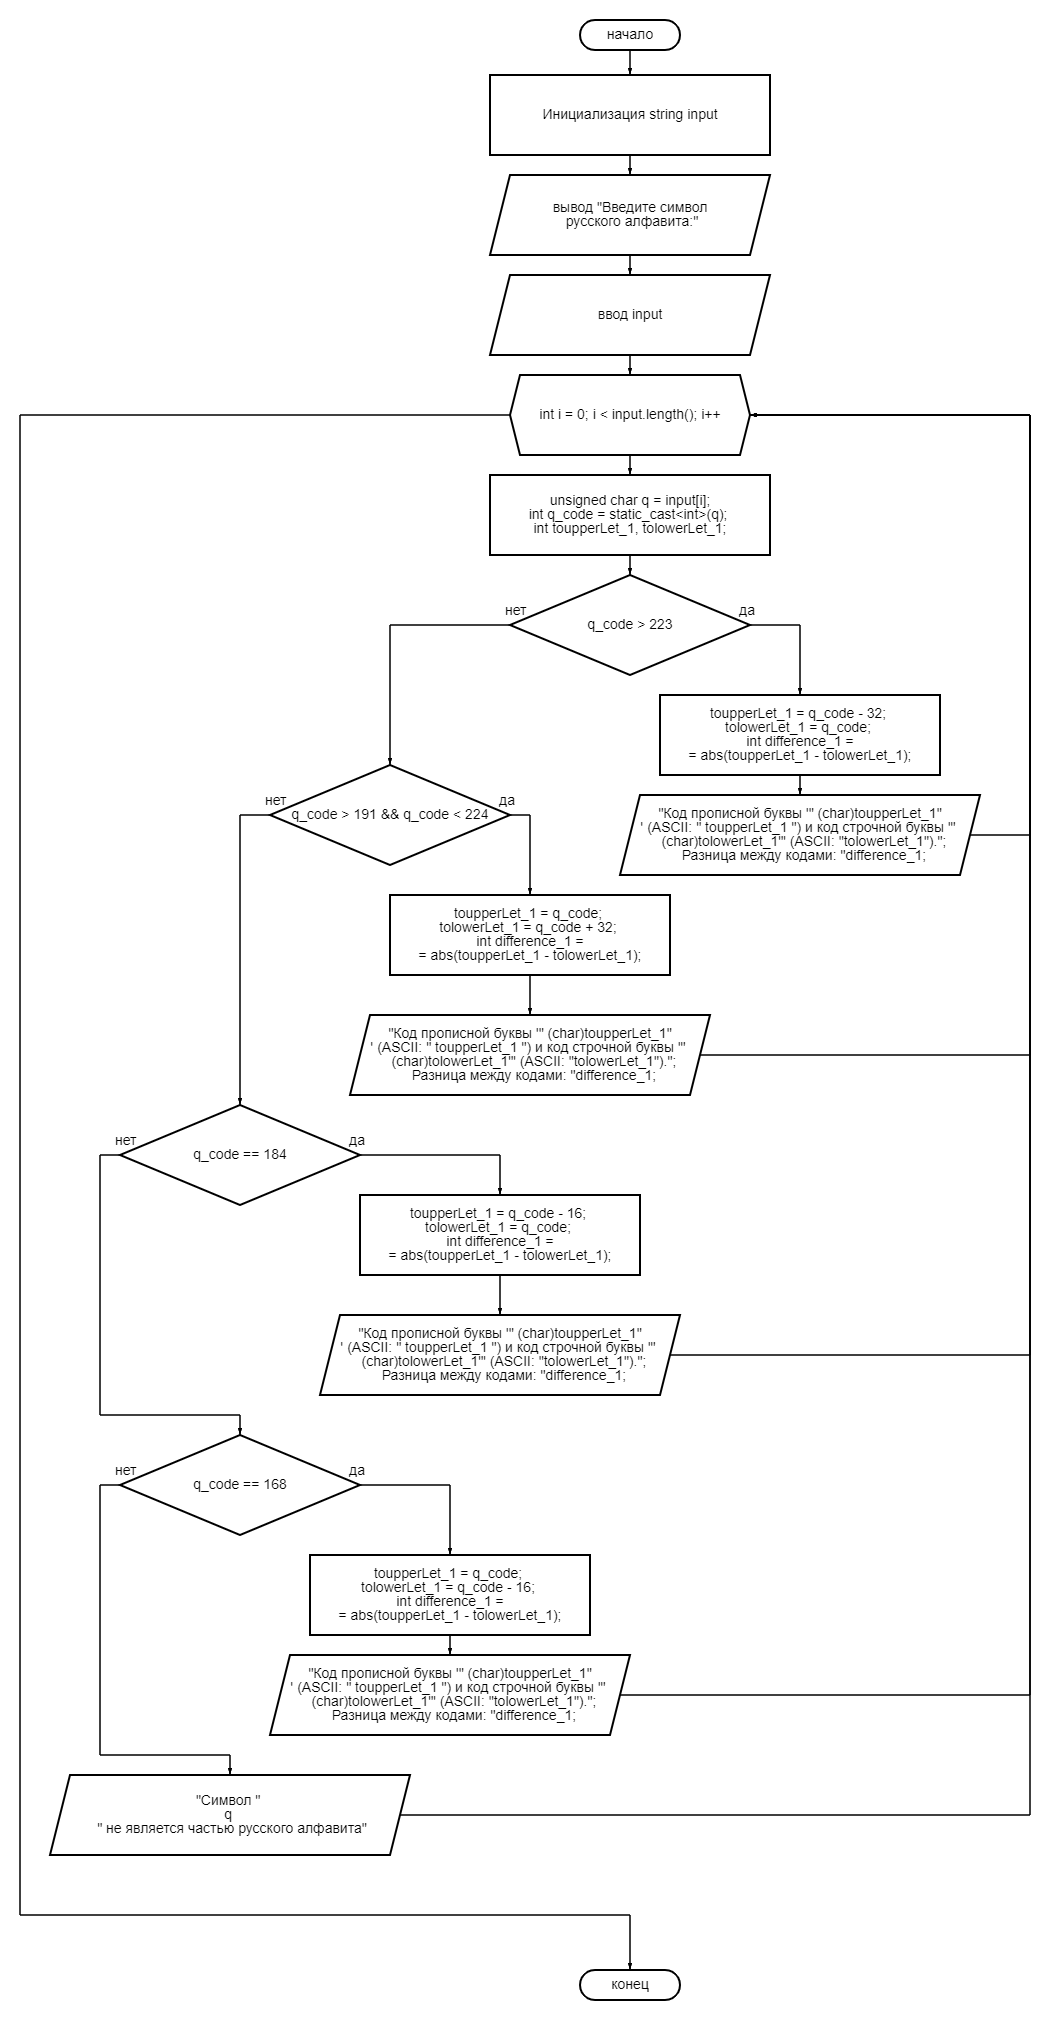 начало
Инициализация string input
вывод "Введите символ
русского алфавита:"
ввод input
int i = 0; i < input.length(); i++
unsigned char q = input[i];
int q_code = static_cast<int>(q);
int toupperLet_1, tolowerLet_1;
нет
да
q_code > 223
toupperLet_1 = q_code - 32;
tolowerLet_1 = q_code;
int difference_1 =
= abs(toupperLet_1 - tolowerLet_1);
"Код прописной буквы '" (char)toupperLet_1"
' (ASCII: " toupperLet_1 ") и код строчной буквы '"
(char)tolowerLet_1"' (ASCII: "tolowerLet_1").";
Разница между кодами: "difference_1;
нет
да
q_code > 191 && q_code < 224
toupperLet_1 = q_code;
tolowerLet_1 = q_code + 32;
int difference_1 =
= abs(toupperLet_1 - tolowerLet_1);
"Код прописной буквы '" (char)toupperLet_1"
' (ASCII: " toupperLet_1 ") и код строчной буквы '"
(char)tolowerLet_1"' (ASCII: "tolowerLet_1").";
Разница между кодами: "difference_1;
нет
да
q_code == 184
toupperLet_1 = q_code - 16;
tolowerLet_1 = q_code;
int difference_1 =
= abs(toupperLet_1 - tolowerLet_1);
"Код прописной буквы '" (char)toupperLet_1"
' (ASCII: " toupperLet_1 ") и код строчной буквы '"
(char)tolowerLet_1"' (ASCII: "tolowerLet_1").";
Разница между кодами: "difference_1;
нет
да
q_code == 168
toupperLet_1 = q_code;
tolowerLet_1 = q_code - 16;
int difference_1 =
= abs(toupperLet_1 - tolowerLet_1);
"Код прописной буквы '" (char)toupperLet_1"
' (ASCII: " toupperLet_1 ") и код строчной буквы '"
(char)tolowerLet_1"' (ASCII: "tolowerLet_1").";
Разница между кодами: "difference_1;
"Символ "
q
" не является частью русского алфавита"
конец